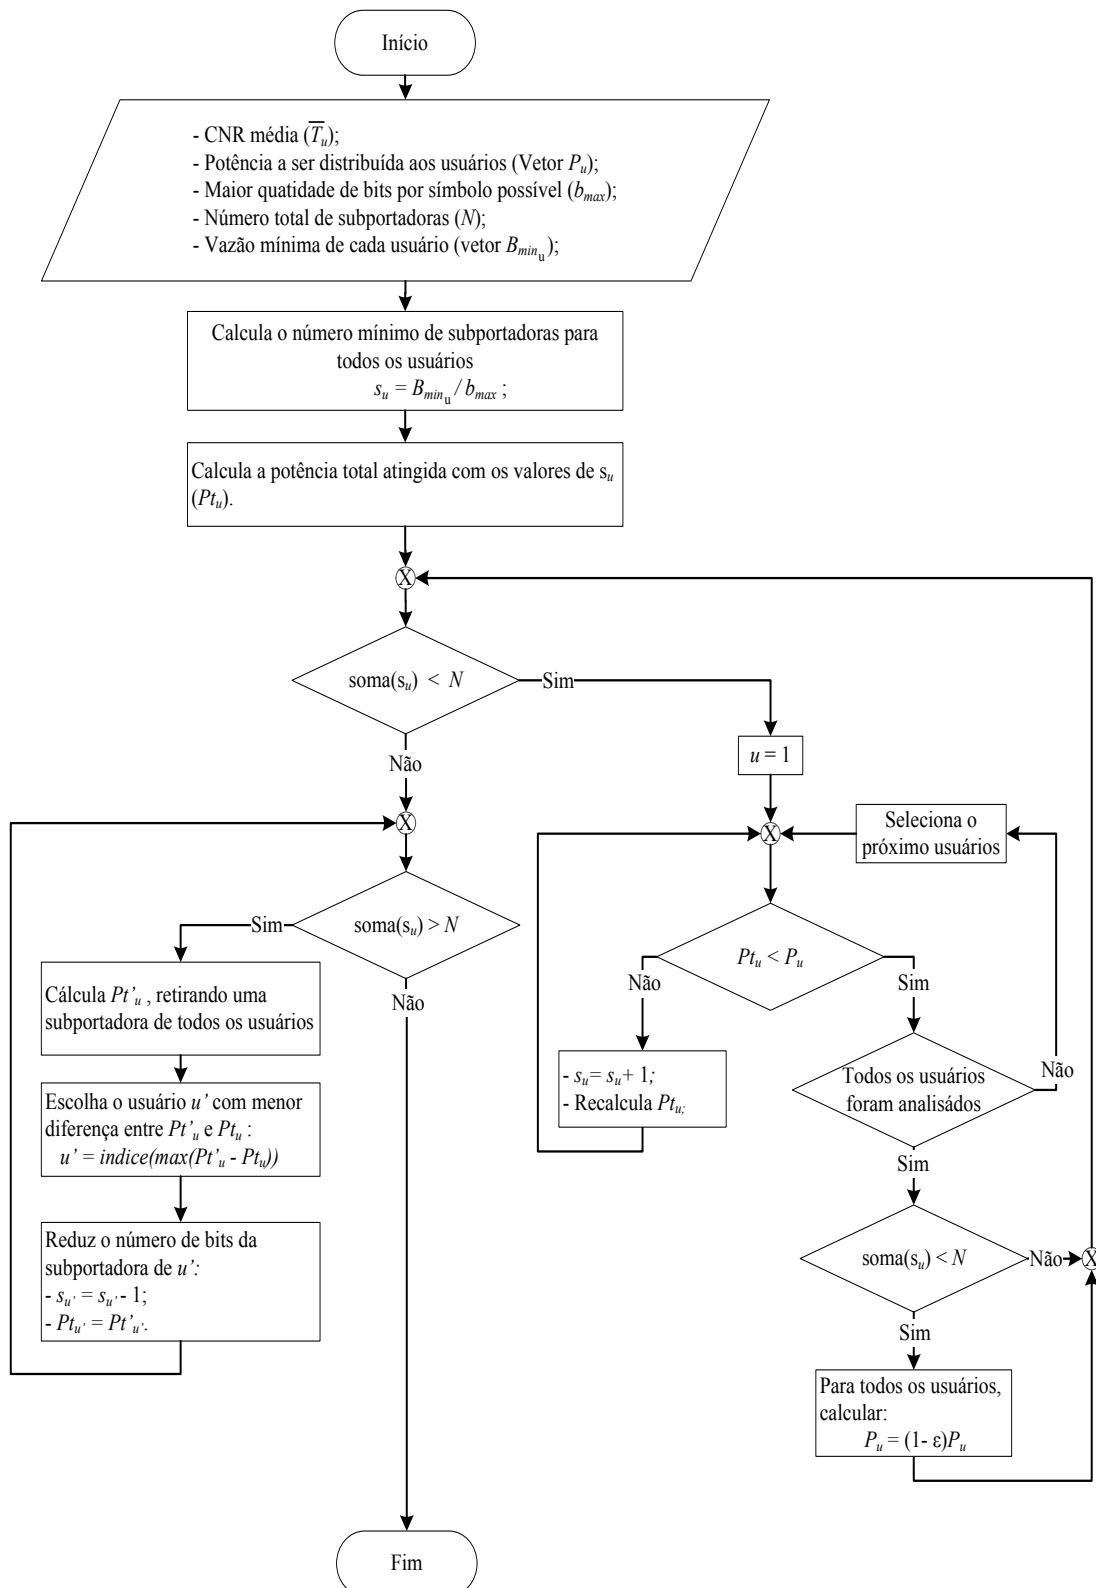 Início
- CNR média (T̅u);
- Potência a ser distribuída aos usuários (Vetor Pu);
- Maior quatidade de bits por símbolo possível (bmax);
- Número total de subportadoras (N);
- Vazão mínima de cada usuário (vetor Bminu);
Calcula o número mínimo de subportadoras para
todos os usuários
su = Bminu / bmax ;
Calcula a potência total atingida com os valores de su
(Ptu).
X
soma(su) < N
Sim
Não
u = 1
X
X
Seleciona o
próximo usuários
soma(su) > N
Sim
Não
Ptu < Pu
Não
Sim
Cálcula Pt’u , retirando uma
subportadora de todos os usuários
- su= su+ 1;
- Recalcula Ptu;
Todos os usuários
foram analisádos
Não
Sim
Escolha o usuário u’ com menor
diferença entre Pt’u e Ptu :
u’ = indice(max(Pt’u - Ptu))
Reduz o número de bits da
subportadora de u’:
- su’ = su’ - 1;
- Ptu’ = Pt’u’.
soma(su) < N
Não
X
Sim
Para todos os usuários,
calcular:
Pu = (1- ε)Pu
Fim